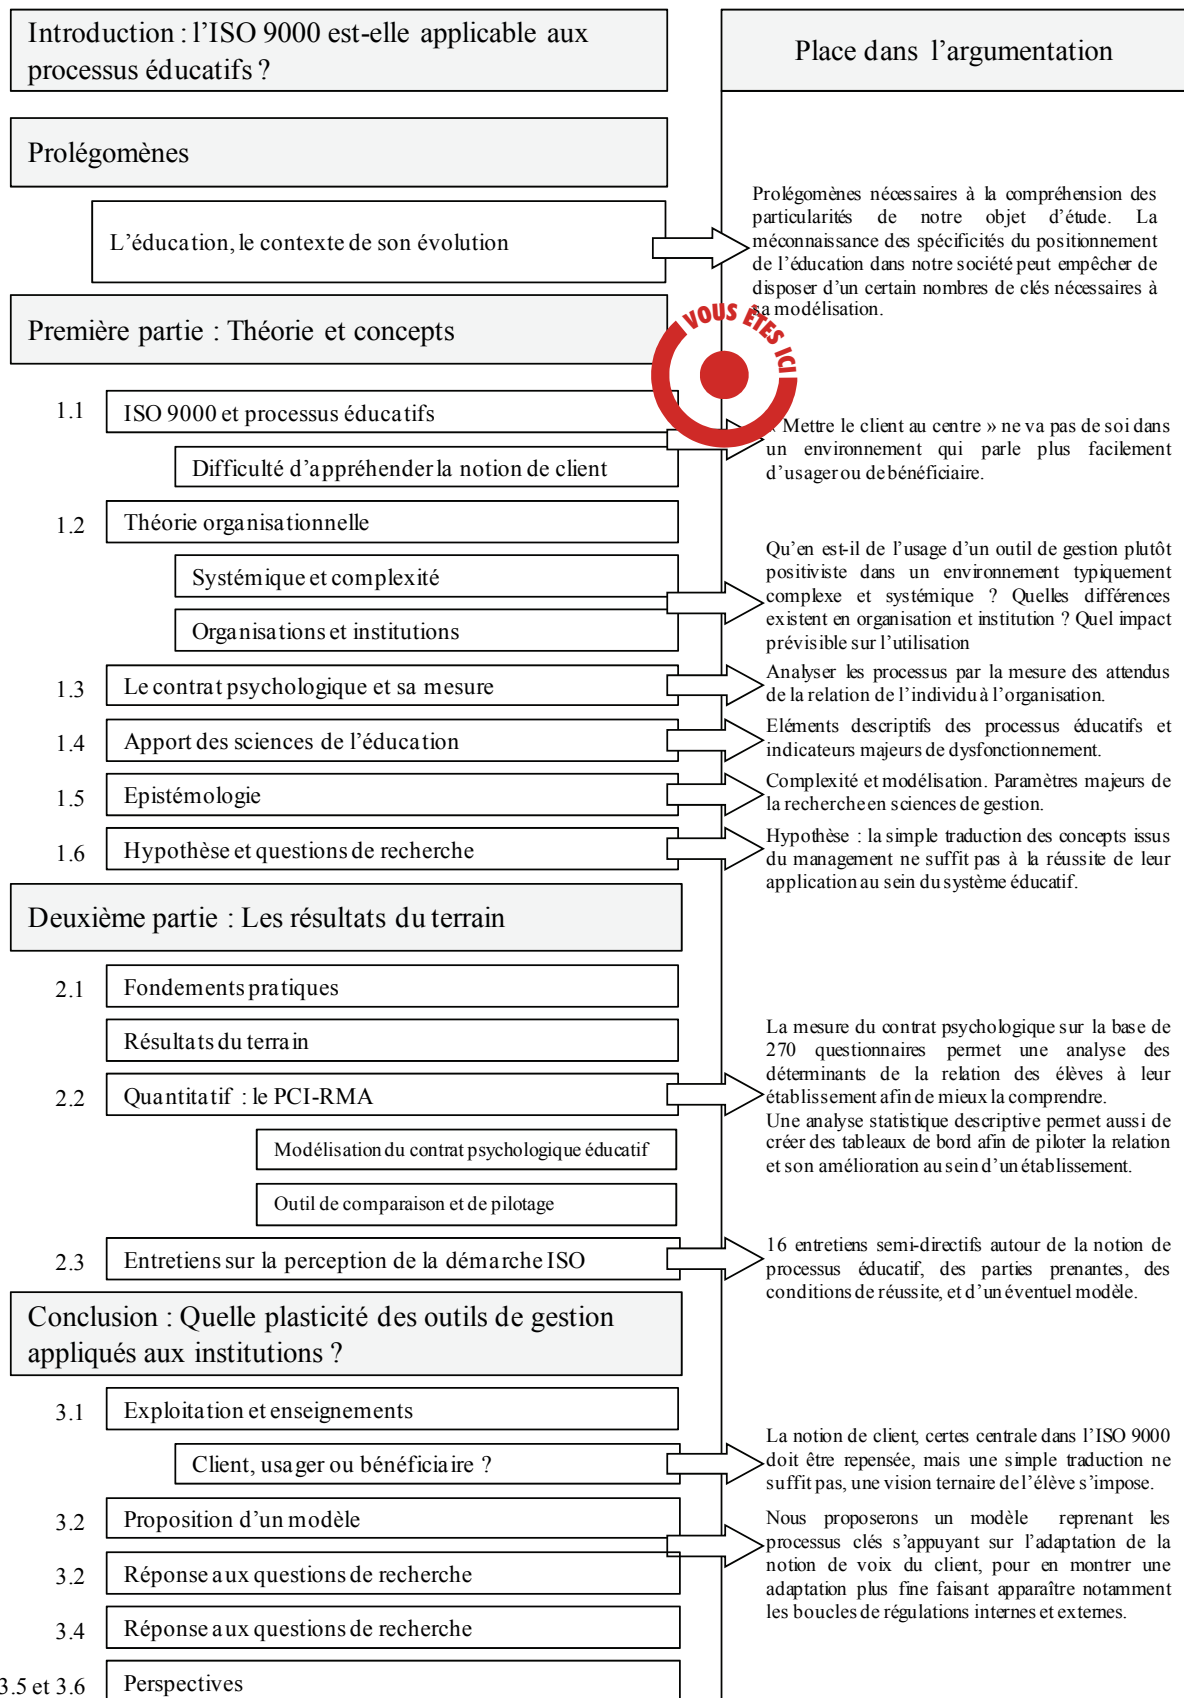 Introduction : l'ISO 9000 est-elle applicable aux
processus éducatifs ?
Place dans l'argumentation
Prolégomènes
L'éducation, le contexte de son évolution
Prolégomènes nécessaires à la compréhension des
particularités de notre objet d'étude. La
méconnaissance des spécificités du positionnement
de l'éducation dans notre société peut empêcher de
disposer d'un certain nombres de clés nécessaires à
sa modélisation.
Première partie : Théorie et concepts
VOUS ÊTES ICI
1.1 ISO 9000 et processus éducatifs
Difficulté d'appréhender la notion de client
« Mettre le client au centre » ne va pas de soi dans
un environnement qui parle plus facilement
d'usager ou de bénéficiaire.
1.2 Théorie organisationnelle
Systémique et complexité
Organisations et institutions
Qu'en est-il de l'usage d'un outil de gestion plutôt
positiviste dans un environnement typiquement
complexe et systémique ? Quelles différences
existent en organisation et institution ? Quel impact
prévisible sur l'utilisation
1.3 Le contrat psychologique et sa mesure
Analyser les processus par la mesure des attendus
de la relation de l'individu à l'organisation.
1.4 Apport des sciences de l'éducation
Eléments descriptifs des processus éducatifs et
indicateurs majeurs de dysfonctionnement.
1.5 Epistémologie
Complexité et modélisation. Paramètres majeurs de
la recherche en sciences de gestion.
1.6 Hypothèse et questions de recherche
Hypothèse : la simple traduction des concepts issus
du management ne suffit pas à la réussite de leur
application au sein du système éducatif.
Deuxième partie : Les résultats du terrain
2.1 Fondements pratiques
Résultats du terrain
2.2 Quantitatif : le PCI-RMA
Modélisation du contrat psychologique éducatif
Outil de comparaison et de pilotage
La mesure du contrat psychologique sur la base de
270 questionnaires permet une analyse des
déterminants de la relation des élèves à leur
établissement afin de mieux la comprendre.
Une analyse statistique descriptive permet aussi de
créer des tableaux de bord afin de piloter la relation
et son amélioration au sein d'un établissement.
2.3 Entretiens sur la perception de la démarche ISO
16 entretiens semi-directifs autour de la notion de
processus éducatif, des parties prenantes, des
conditions de réussite, et d'un éventuel modèle.
Conclusion : Quelle plasticité des outils de gestion
appliqués aux institutions ?
3.1 Exploitation et enseignements
Client, usager ou bénéficiaire ?
La notion de client, certes centrale dans l'ISO 9000
doit être repensée, mais une simple traduction ne
suffit pas, une vision ternaire de l'élève s'impose.
3.2 Proposition d'un modèle
3.2 Réponse aux questions de recherche
Nous proposerons un modèle reprenant les
processus clés s'appuyant sur l'adaptation de la
notion de voix du client, pour en montrer une
adaptation plus fine faisant apparaître notamment
les boucles de régulations internes et externes.
3.4 Réponse aux questions de recherche
3.5 et 3.6 Perspectives